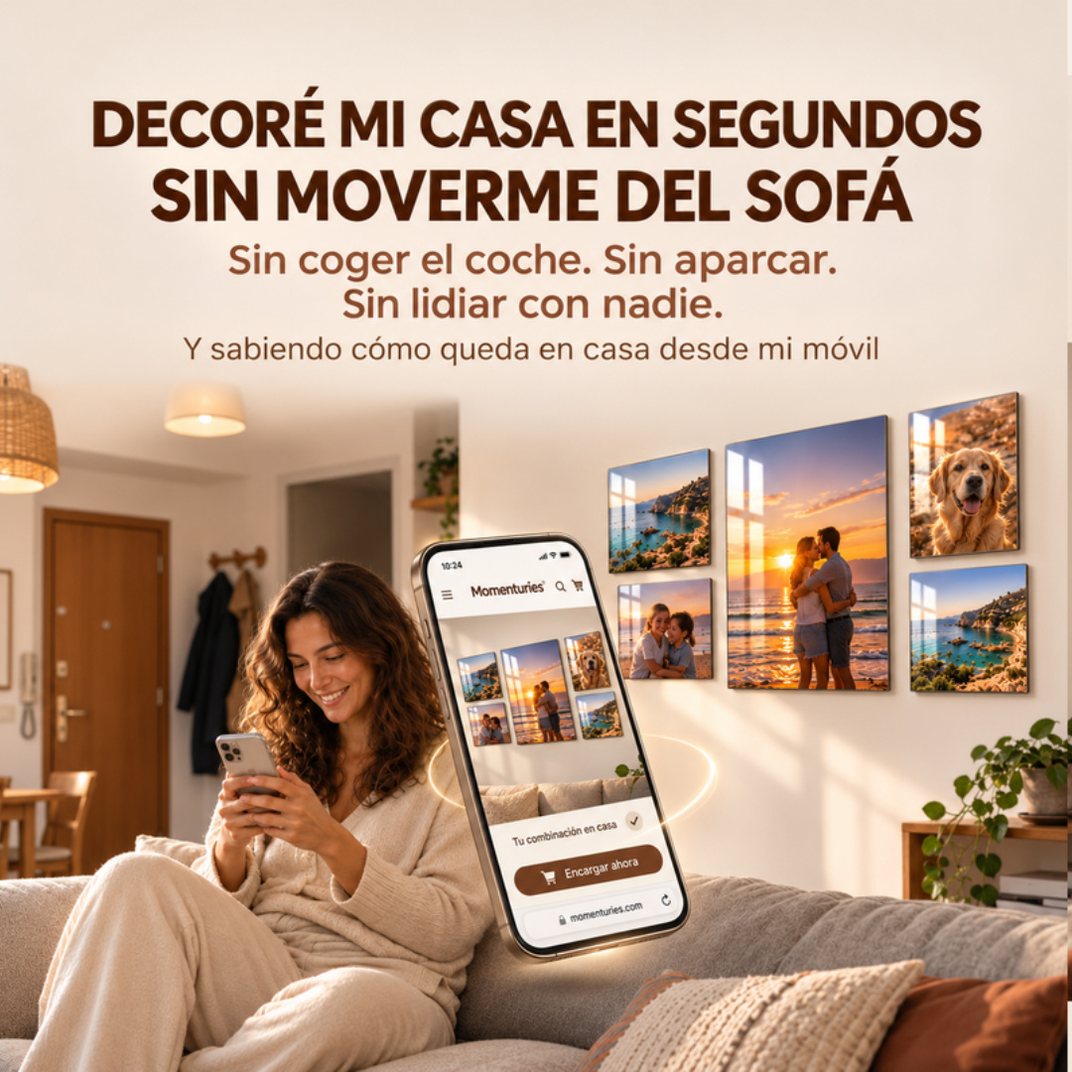 DECORÉ MI CASA EN SEGUNDOS
SIN MOVERME DEL SOFÁ
Sin coger el coche. Sin aparcar.
Sin lidiar con nadie.
Y sabiendo cómo queda en casa desde mi móvil
10:24
Momenturies
Tu combinación en casa
Encargar ahora
momenturies.com